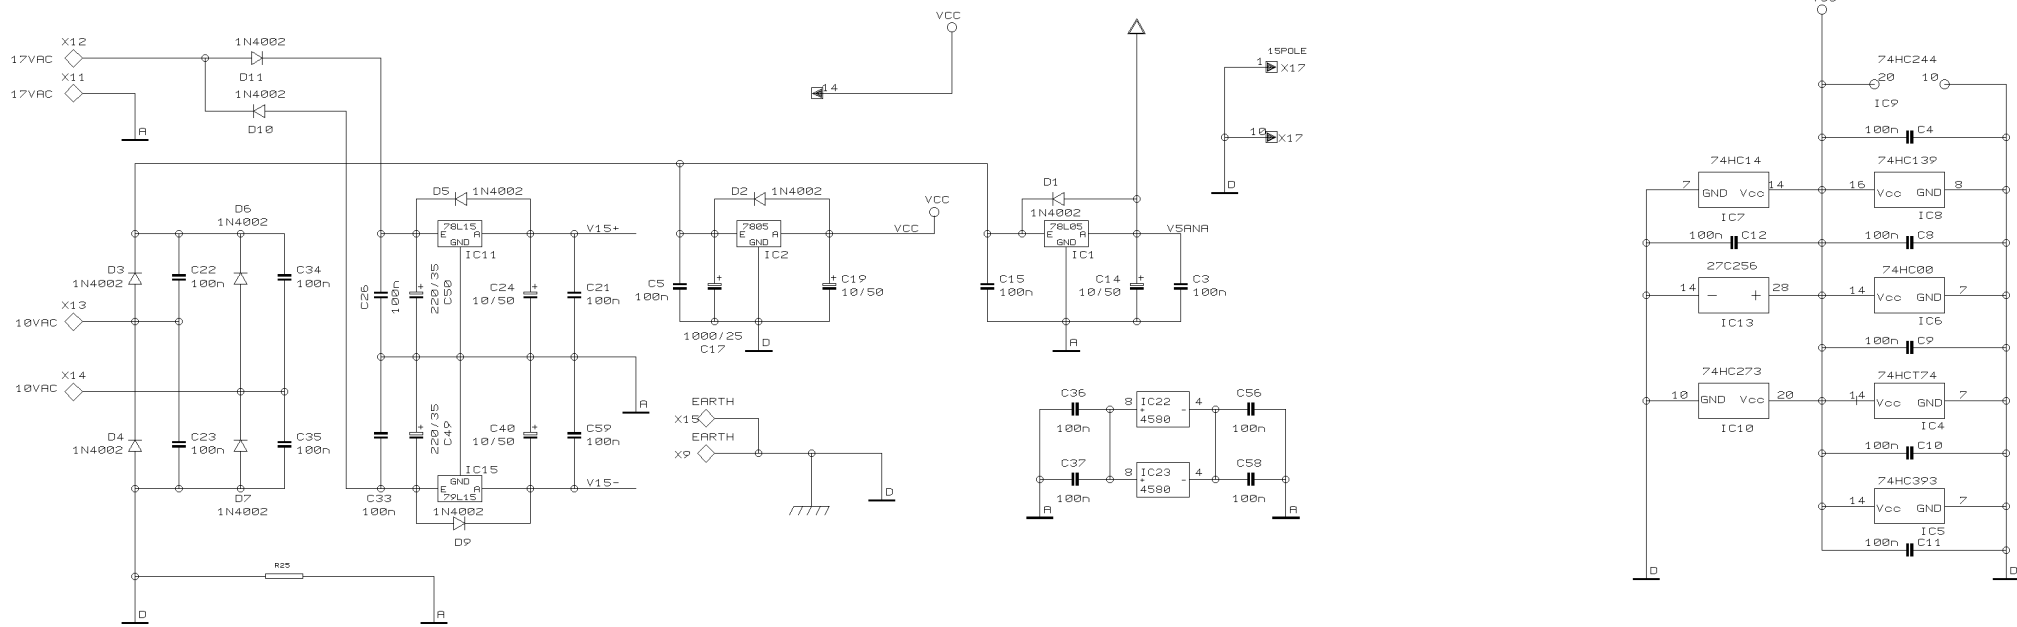 X12
17VAC
1N4002
D11
X11
17VAC
1N4002
D10
A
VCC
14
15POLE
1 X17
10 X17
D
D6
1N4002
D3
1N4002
C22
100n
C34
100n
X13
10VAC
X14
10VAC
D4
1N4002
C23
100n
C35
100n
D7
1N4002
R25
D
A
D5 1N4002
78L15
E A
GND
IC11
V15+
C26
100n
220/35
C50
C24
10/50
C21
100n
A
220/35
C49
C40
10/50
C59
100n
IC15
GND
E A
79L15
V15-
C33
100n
1N4002
D9
D2 1N4002
7805
E A
GND
IC2
VCC
VCC
C5
100n
C19
10/50
1000/25
C17
D
D1
1N4002
78L05
E A
GND
IC1
V5ANA
C15
100n
C14
10/50
C3
100n
A
EARTH
X15
EARTH
X9
D
C36
100n
8 IC22 4
+ -
4580
C56
100n
C37
100n
8 IC23 4
+ -
4580
C58
100n
A
A
74HC244
20 10
IC9
100n C4
74HC14
7 GND Vcc 14
IC7
74HC139
16 Vcc GND 8
IC8
100n C12
100n C8
27C256
14 - + 28
IC13
74HC00
14 Vcc GND 7
IC6
100n C9
74HC273
10 GND Vcc 20
IC10
74HCT74
14 Vcc GND 7
IC4
100n C10
74HC393
14 Vcc GND 7
IC5
100n C11
D
D